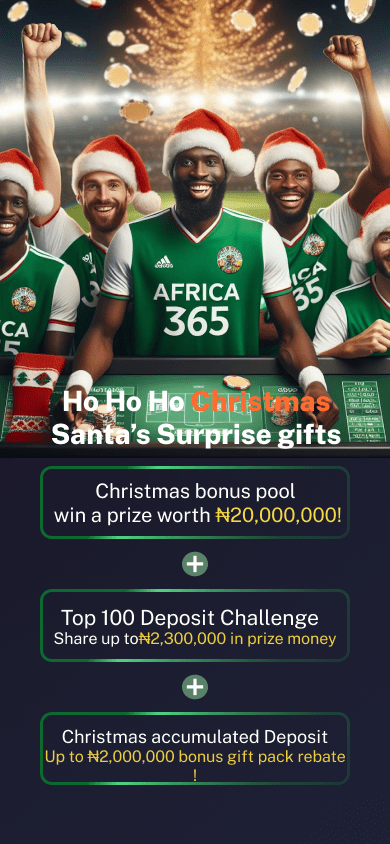 AFRICA
365
ICA
35
CA
35
3
Ho Ho Ho Christmas
Santa's Surprise gifts
Christmas bonus pool
win a prize worth ₦20,000,000!
Top 100 Deposit Challenge
Share up to₦2,300,000 in prize money
Christmas accumulated Deposit
Up to ₦2,000,000 bonus gift pack rebate
!